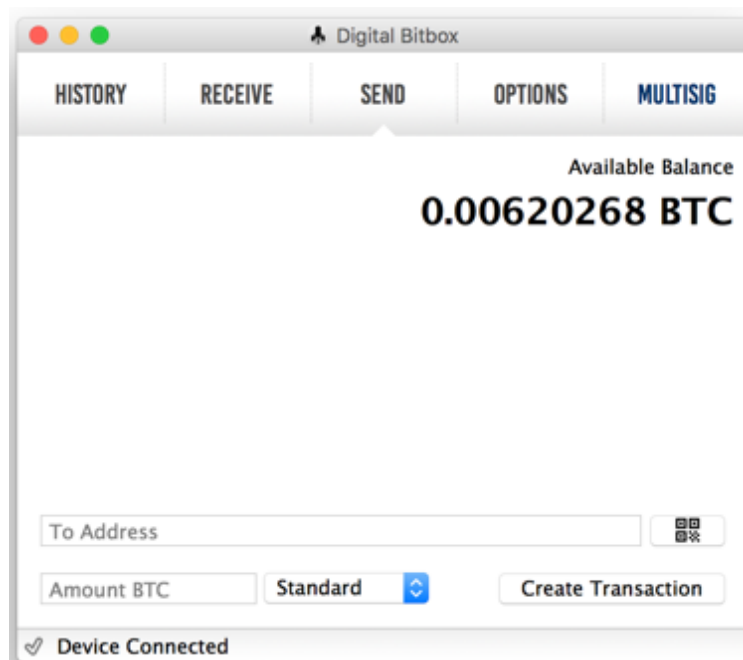 Digital Bitbox
HISTORY RECEIVE SEND OPTIONS MULTISIG
Available Balance
0.00620268 BTC
To Address
Amount BTC Standard Create Transaction
Device Connected